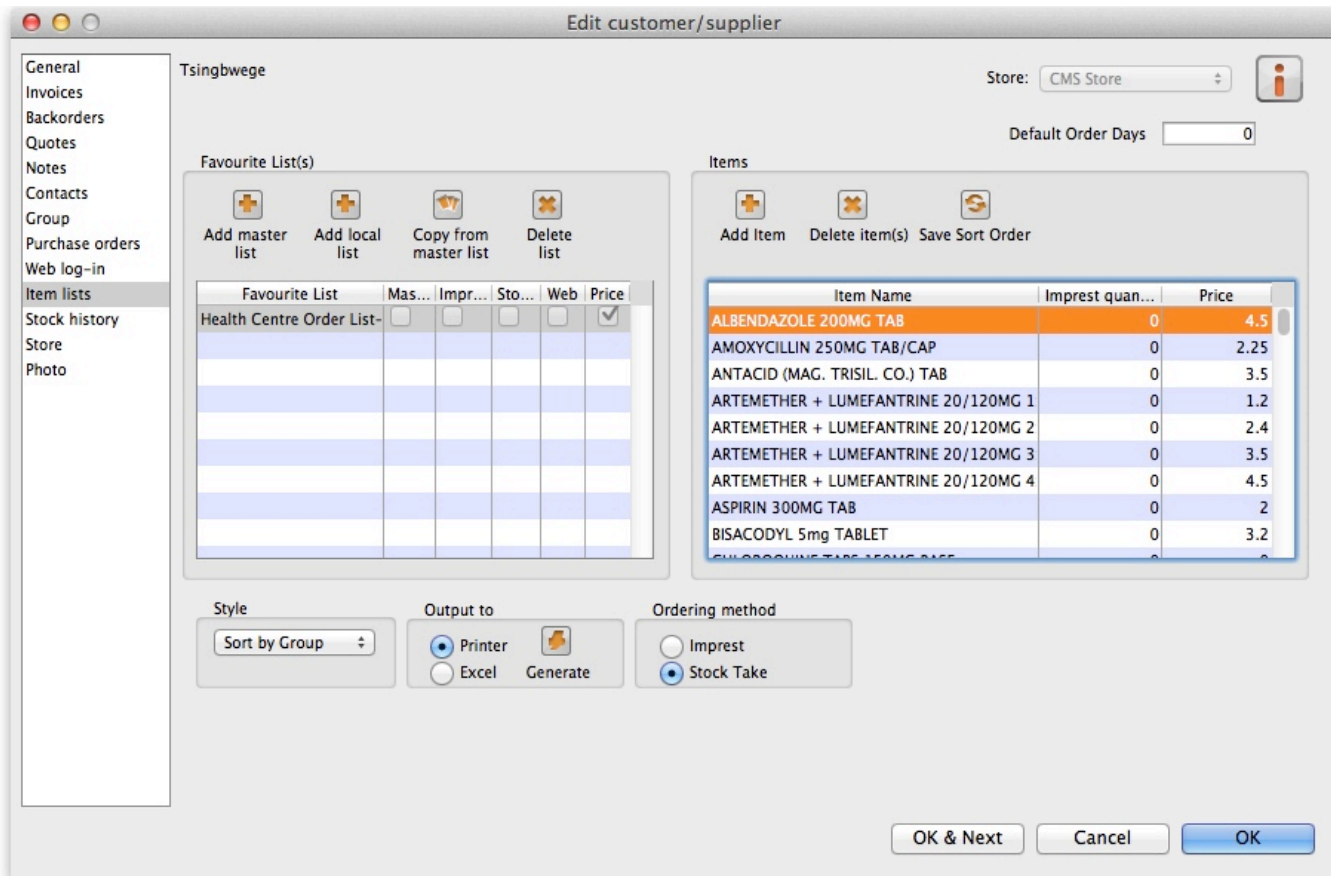 Edit customer/supplier
General
Invoices
Backorders
Quotes
Notes
Contacts
Group
Purchase orders
Web log-in
Item lists
Stock history
Store
Photo
Tsingbwege
Store: CMS Store
Default Order Days 0
Favourite List(s)
Add master list
Add local list
Copy from master list
Delete list
Favourite List Mas... Impr... Sto... Web Price
Health Centre Order List-
Items
Add Item Delete item(s) Save Sort Order
Item Name Imprest quan... Price
ALBENDAZOLE 200MG TAB 0 4.5
AMOXYCILLIN 250MG TAB/CAP 0 2.25
ANTACID (MAG. TRISIL. CO.) TAB 0 3.5
ARTEMETHER + LUMEFANTRINE 20/120MG 1 0 1.2
ARTEMETHER + LUMEFANTRINE 20/120MG 2 0 2.4
ARTEMETHER + LUMEFANTRINE 20/120MG 3 0 3.5
ARTEMETHER + LUMEFANTRINE 20/120MG 4 0 4.5
ASPIRIN 300MG TAB 0 2
BISACODYL 5mg TABLET 0 3.2
Style
Sort by Group
Output to
Printer
Excel
Generate
Ordering method
Imprest
Stock Take
OK & Next Cancel OK